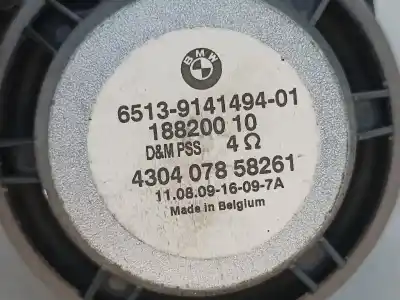 BMW
6513-9141494-01
188200 10
D&M PSS 4 Ω
4304 078 58261
11.08.09-16-09-7A
Made in Belgium